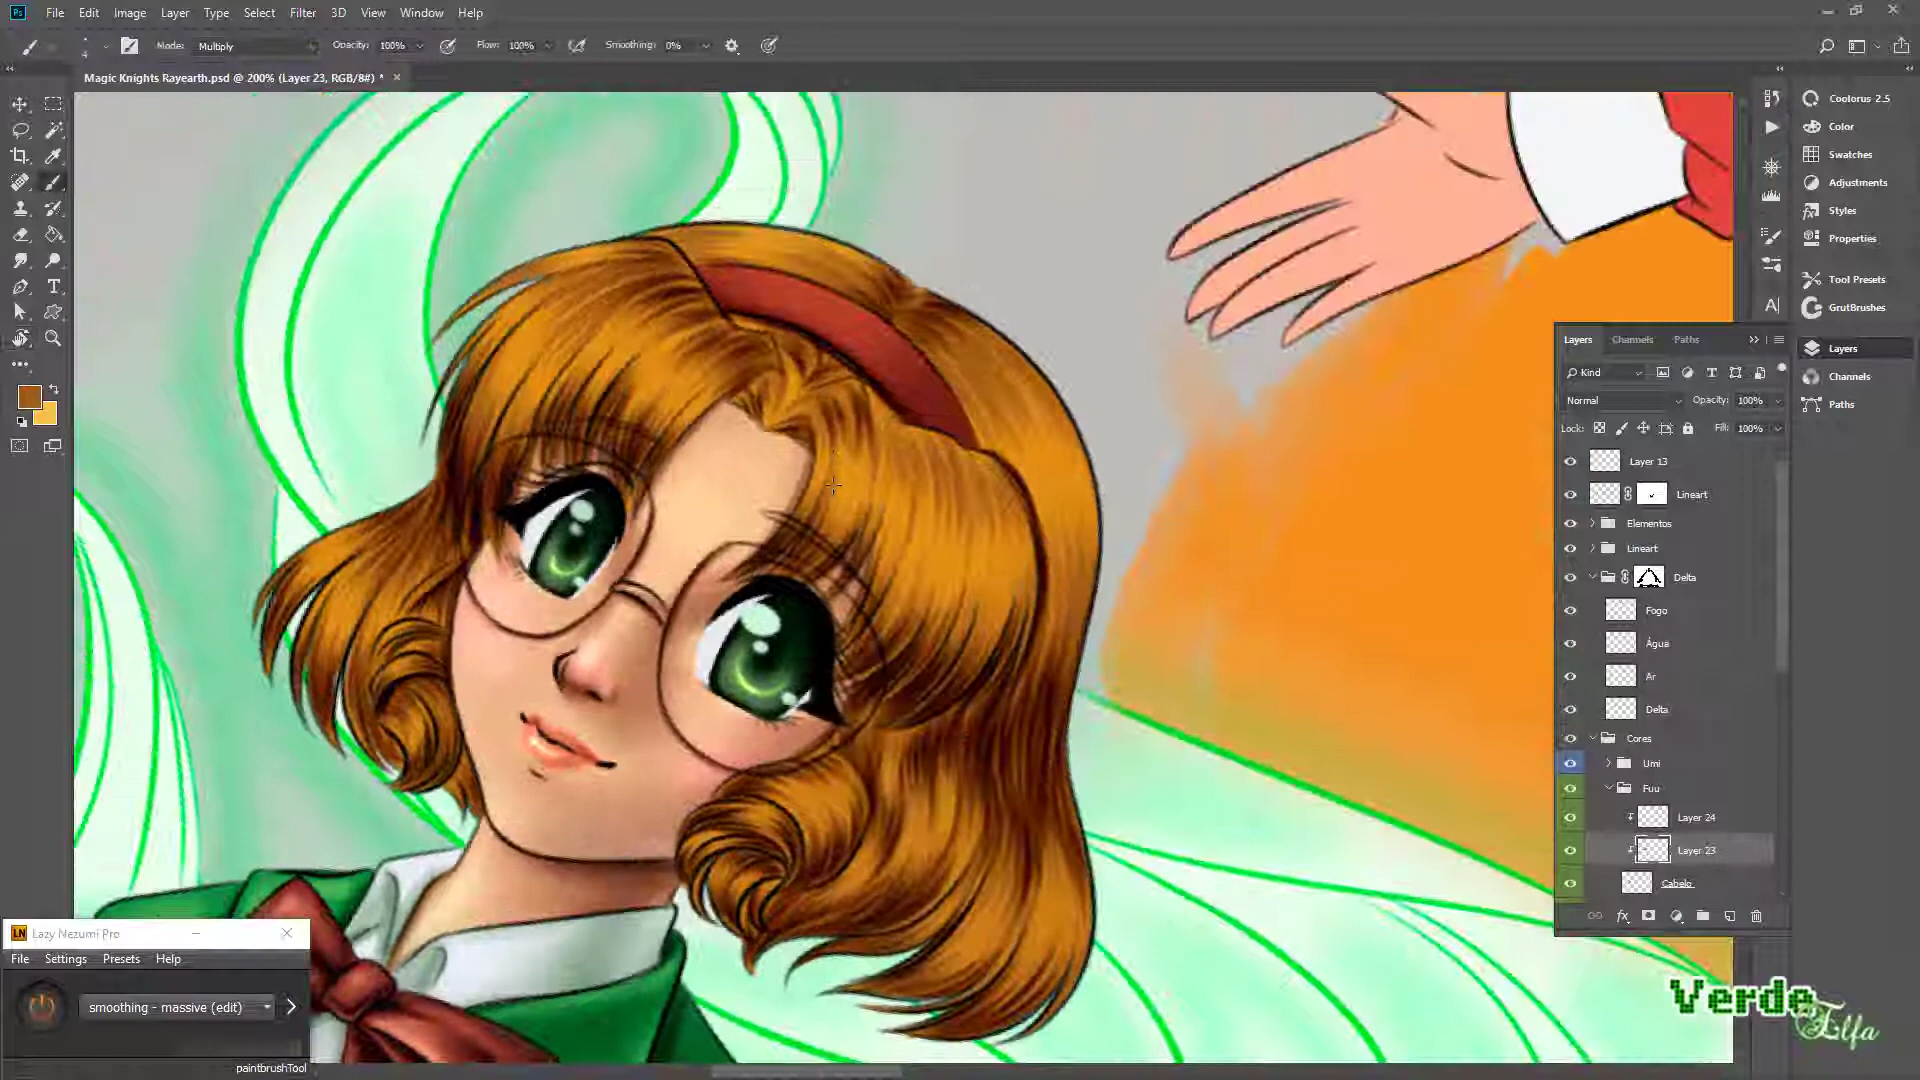 Ps File Edit Image Layer Type Select Filter 3D View Window Help
4 Mode: Multiply Opacity: 100% Flow: 100% Smoothing: 0%
Magic Knights Rayearth.psd @ 200% (Layer 23, RGB/8#) *
Coolorus 2.5
Color
Swatches
Adjustments
Styles
Properties
Tool Presets
GrutBrushes
Layers
Channels
Paths
Layers Channels Paths
Kind
Normal Opacity: 100%
Lock: Fill: 100%
Layer 13
Lineart
Elementos
Lineart
Delta
Fogo
Água
Ar
Delta
Cores
Umi
Fuu
Layer 24
Layer 23
Cabelo
fx
LN Lazy Nezumi Pro
File Settings Presets Help
smoothing - massive (edit)
paintbrushTool
Verde
Elfa